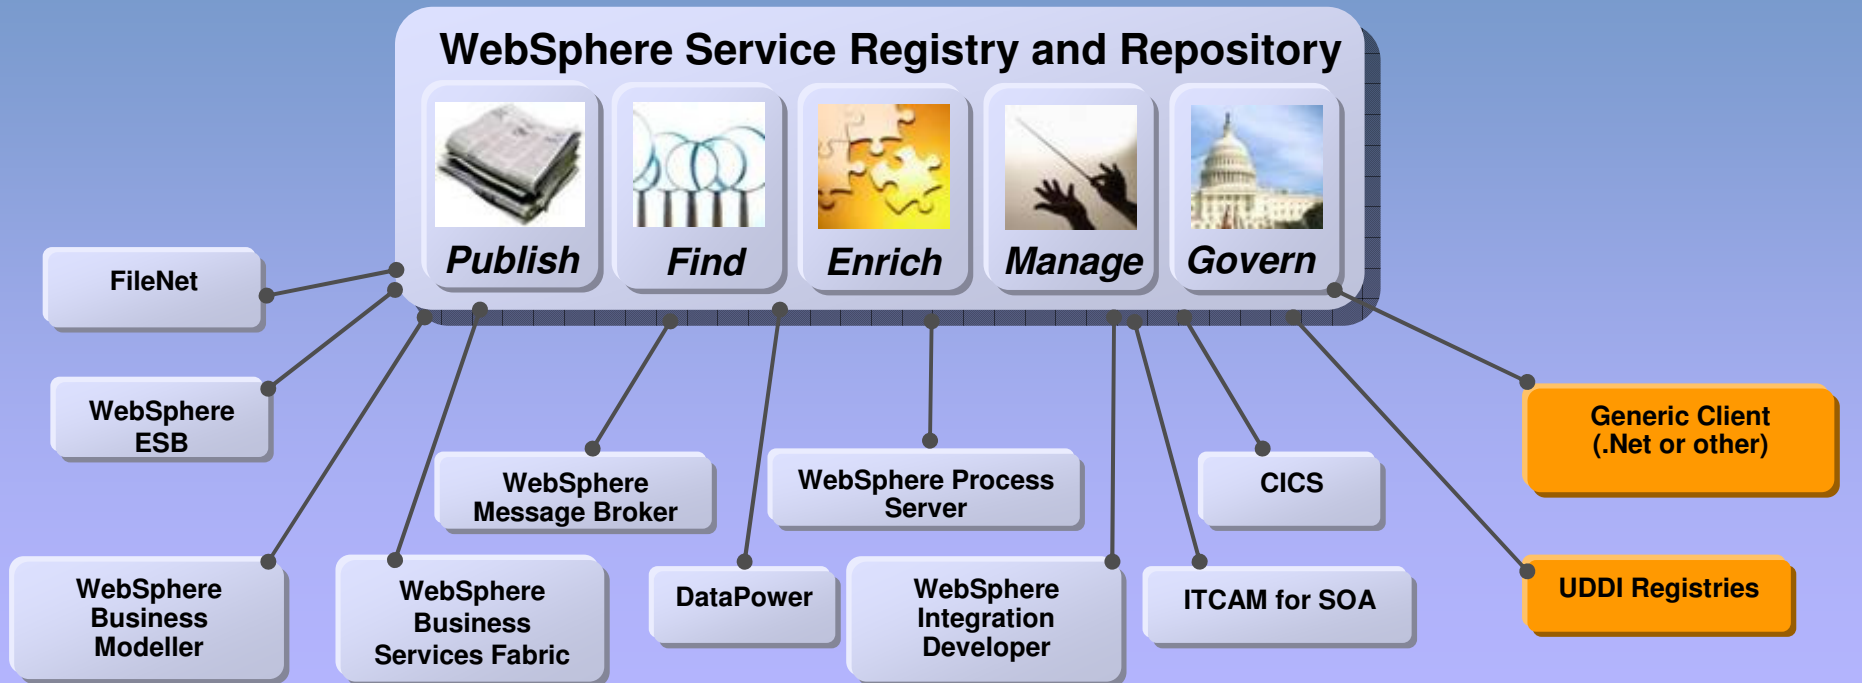 WebSphere Service Registry and Repository
Publish
Find
Enrich
Manage
Govern
FileNet
WebSphere
ESB
Generic Client
(.Net or other)
WebSphere
Message Broker
WebSphere Process
Server
CICS
WebSphere
Business
Modeller
WebSphere
Business
Services Fabric
DataPower
WebSphere
Integration
Developer
ITCAM for SOA
UDDI Registries